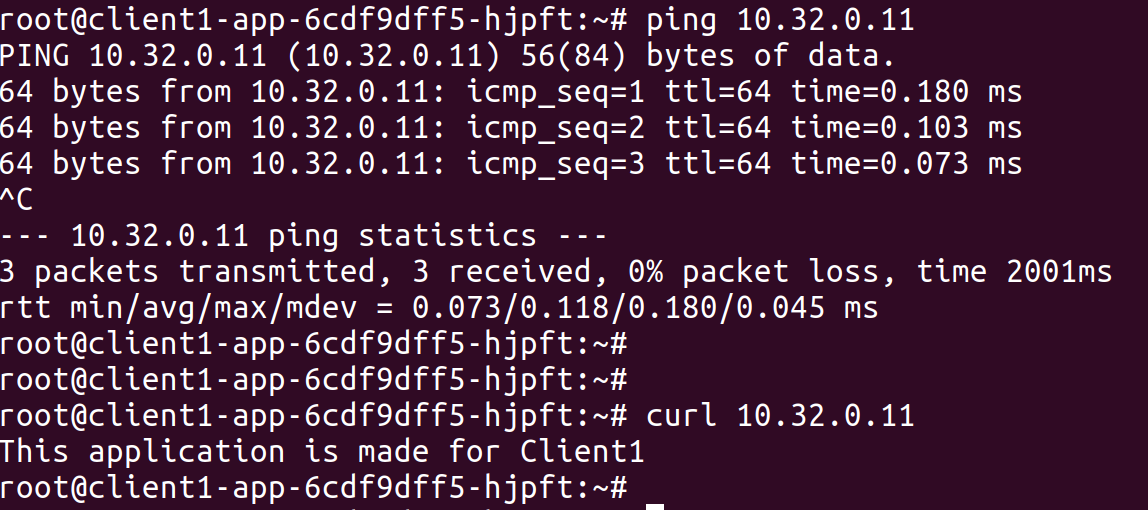 root@client1-app-6cdf9dff5-hjpft:~# ping 10.32.0.11
PING 10.32.0.11 (10.32.0.11) 56(84) bytes of data.
64 bytes from 10.32.0.11: icmp_seq=1 ttl=64 time=0.180 ms
64 bytes from 10.32.0.11: icmp_seq=2 ttl=64 time=0.103 ms
64 bytes from 10.32.0.11: icmp_seq=3 ttl=64 time=0.073 ms
^C
--- 10.32.0.11 ping statistics ---
3 packets transmitted, 3 received, 0% packet loss, time 2001ms
rtt min/avg/max/mdev = 0.073/0.118/0.180/0.045 ms
root@client1-app-6cdf9dff5-hjpft:~#
root@client1-app-6cdf9dff5-hjpft:~#
root@client1-app-6cdf9dff5-hjpft:~# curl 10.32.0.11
This application is made for Client1
root@client1-app-6cdf9dff5-hjpft:~#